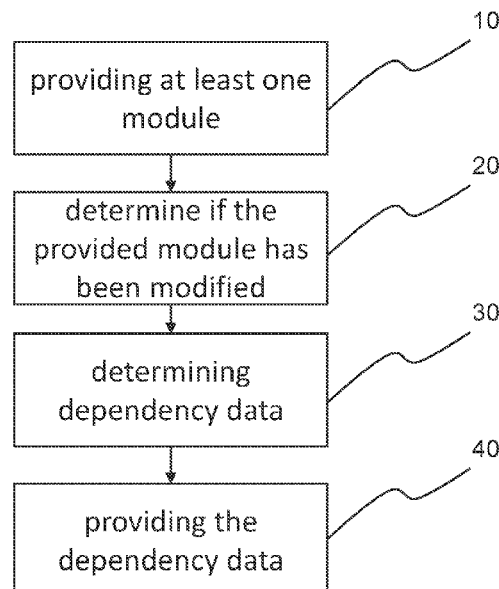 10
providing at least one
module
20
determine if the
provided module has
been modified
30
determining
dependency data
40
providing the
dependency data